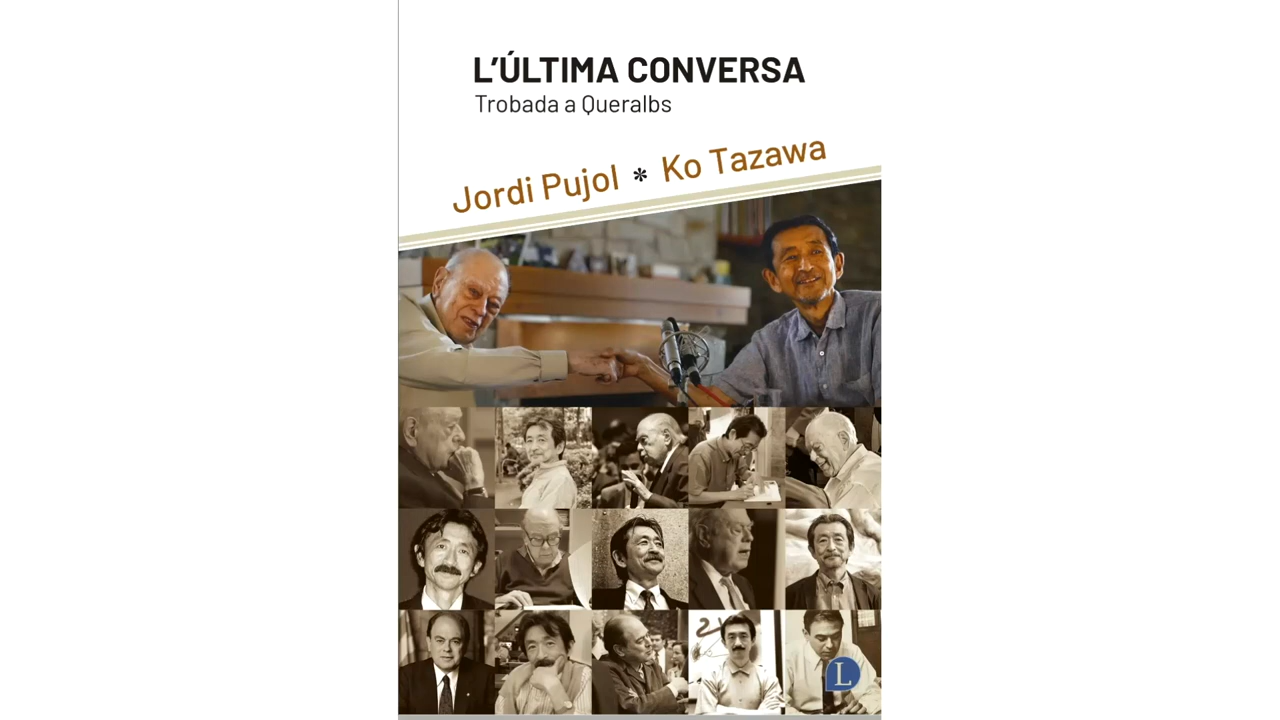 L'ÚLTIMA CONVERSA
Trobada a Queralbs
Jordi Pujol * Ko Tazawa
L